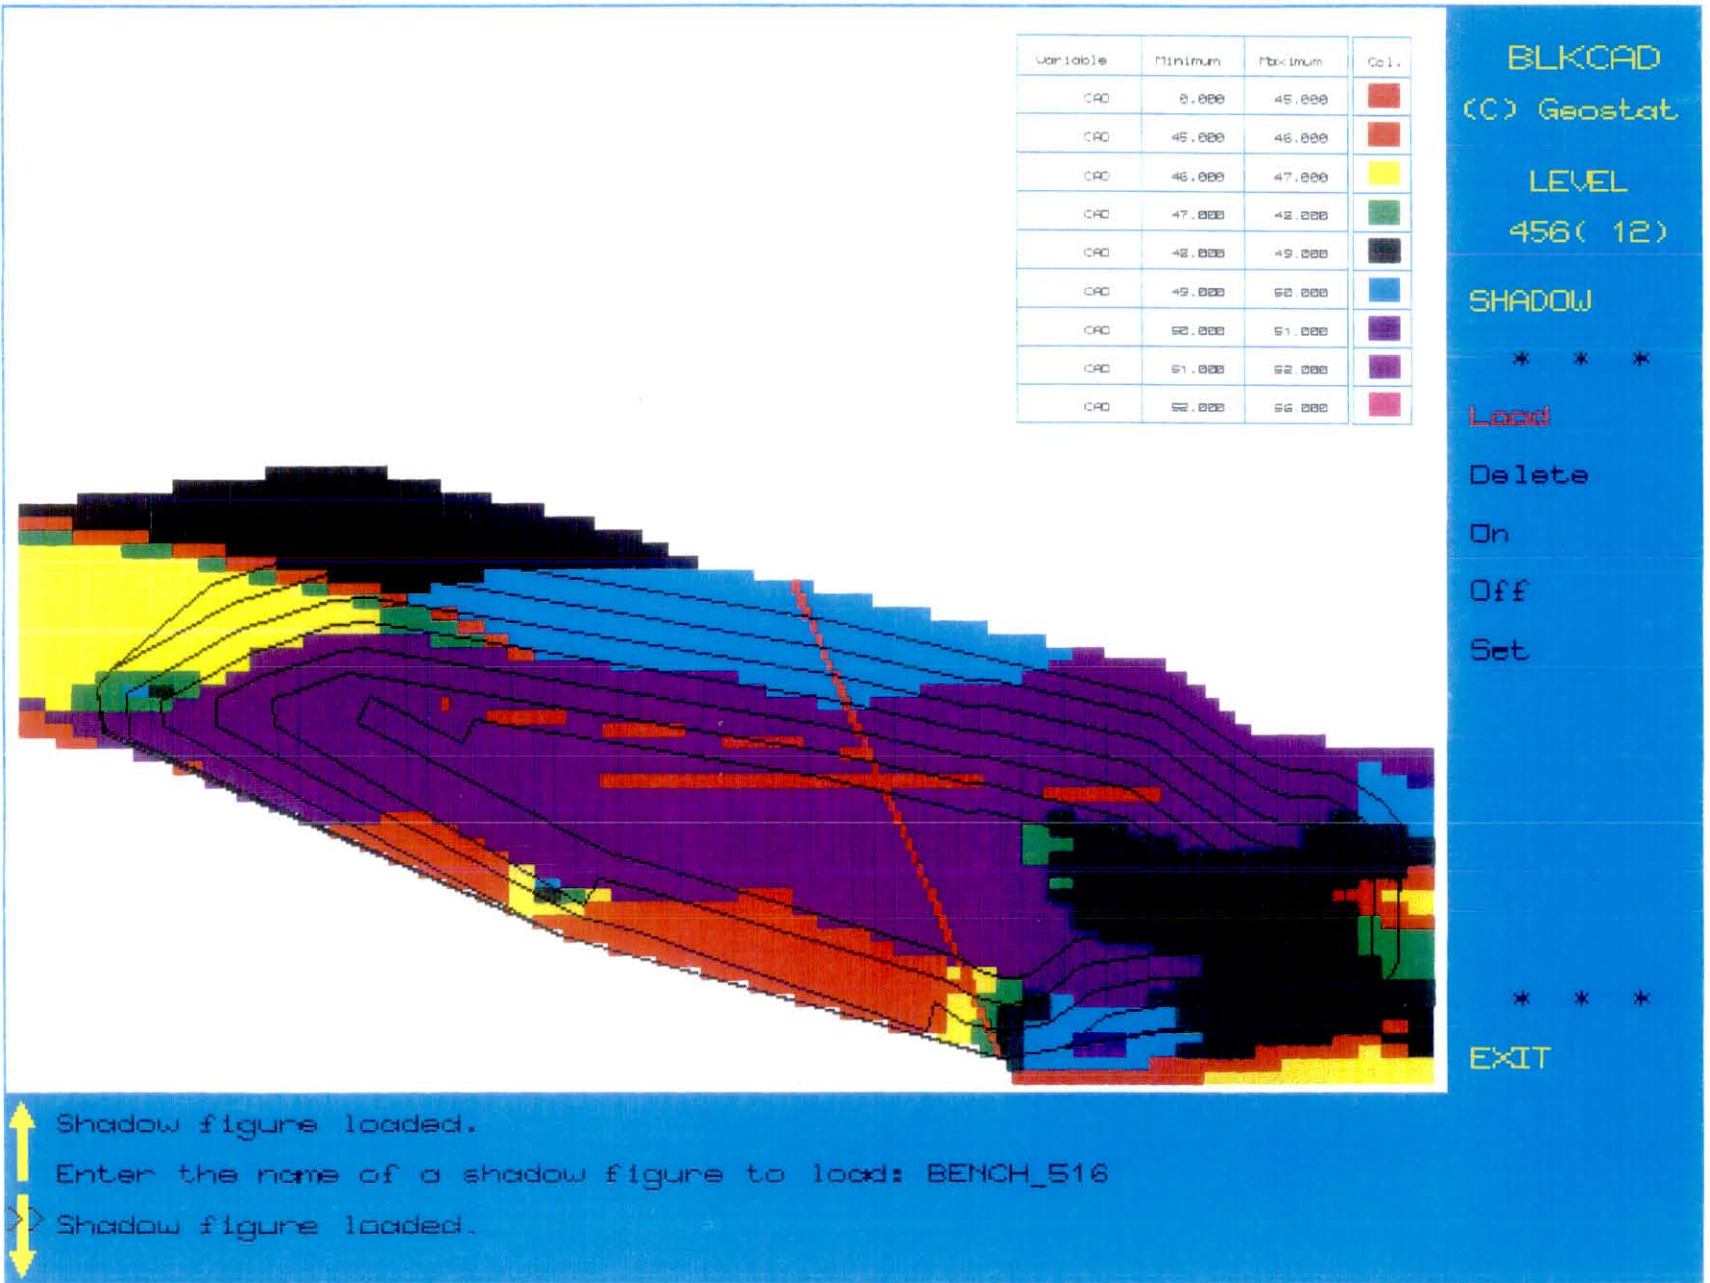 Variable Minimum Maximum Col.
CAO 0.000 45.000
CAO 45.000 46.000
CAO 46.000 47.000
CAO 47.000 48.000
CAO 48.000 49.000
CAO 49.000 50.000
CAO 50.000 51.000
CAO 51.000 52.000
CAO 52.000 56.000
BLKCAD
(C) Geostat
LEVEL
456( 12)
SHADOW
* * *
Load
Delete
On
Off
Set
* * *
EXIT
Shadow figure loaded.
Enter the name of a shadow figure to load: BENCH_516
>> Shadow figure loaded.